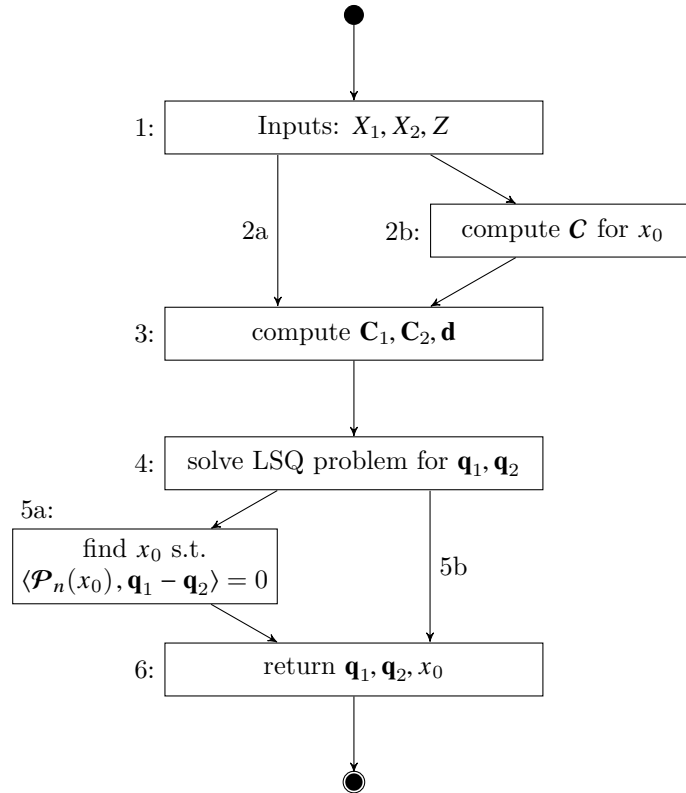 1: Inputs: X₁, X₂, Z
2a
2b: compute 𝓒 for x₀
3: compute 𝐂₁, 𝐂₂, 𝐝
4: solve LSQ problem for 𝐪₁, 𝐪₂
5a:
find x₀ s.t.
⟨𝓟ₙ(x₀), 𝐪₁ − 𝐪₂⟩ = 0
5b
6: return 𝐪₁, 𝐪₂, x₀